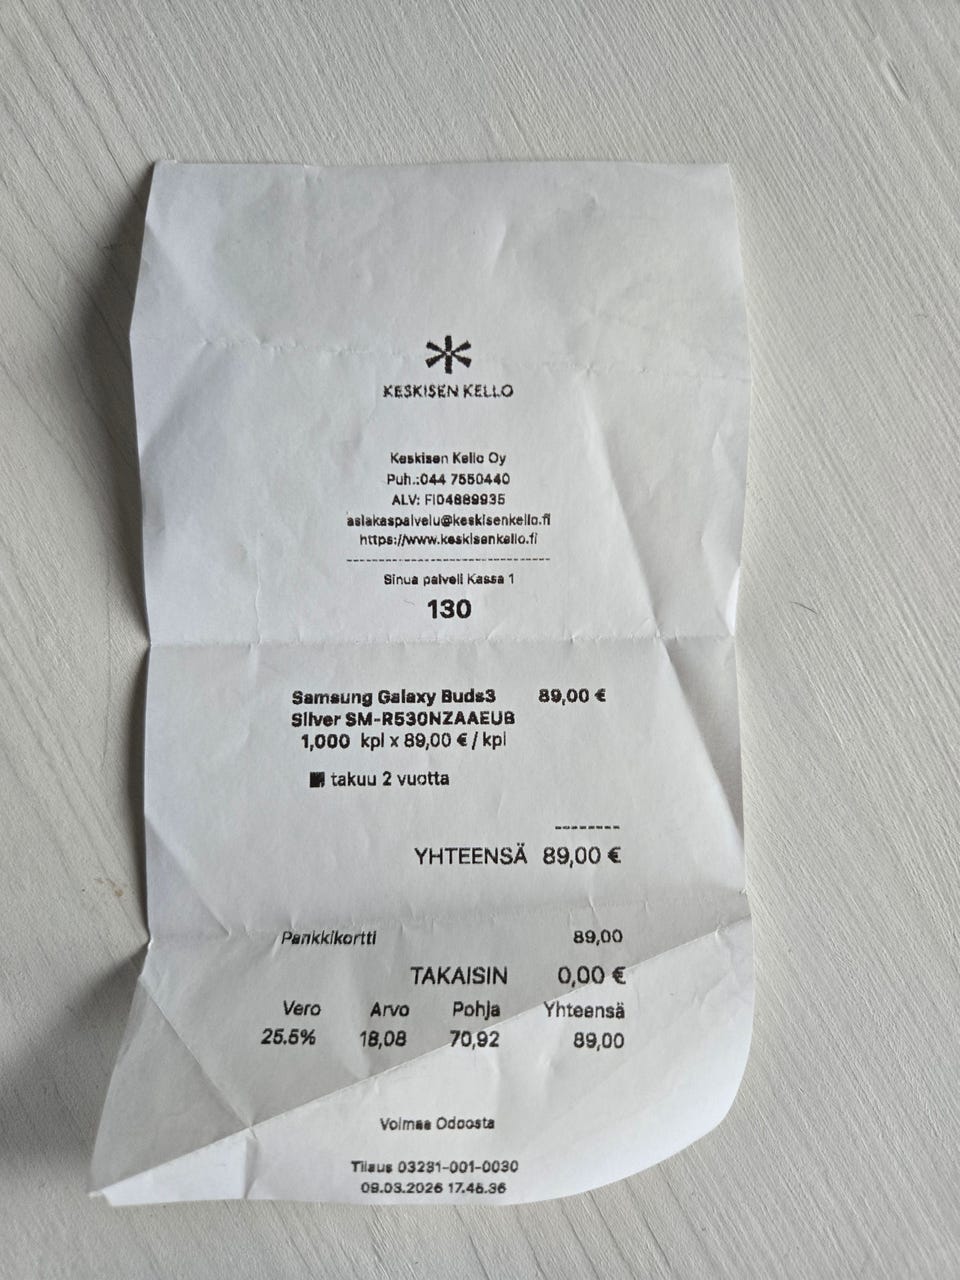 KESKISEN KELLO
Keskisen Kello Oy
Puh.:044 7550440
ALV: FI04889935
asiakaspalvelu@keskisenkello.fi
https://www.keskisenkello.fi
--------------------------------
Sinua palveli Kassa 1
130
Samsung Galaxy Buds3 89,00 €
Silver SM-R530NZAAEUB
1,000 kpl x 89,00 € / kpl
takuu 2 vuotta
--------
YHTEENSÄ 89,00 €
Pankkikortti 89,00
TAKAISIN 0,00 €
Vero Arvo Pohja Yhteensä
25.5% 18,08 70,92 89,00
Voimaa Odoosta
Tilaus 03231-001-0030
09.03.2026